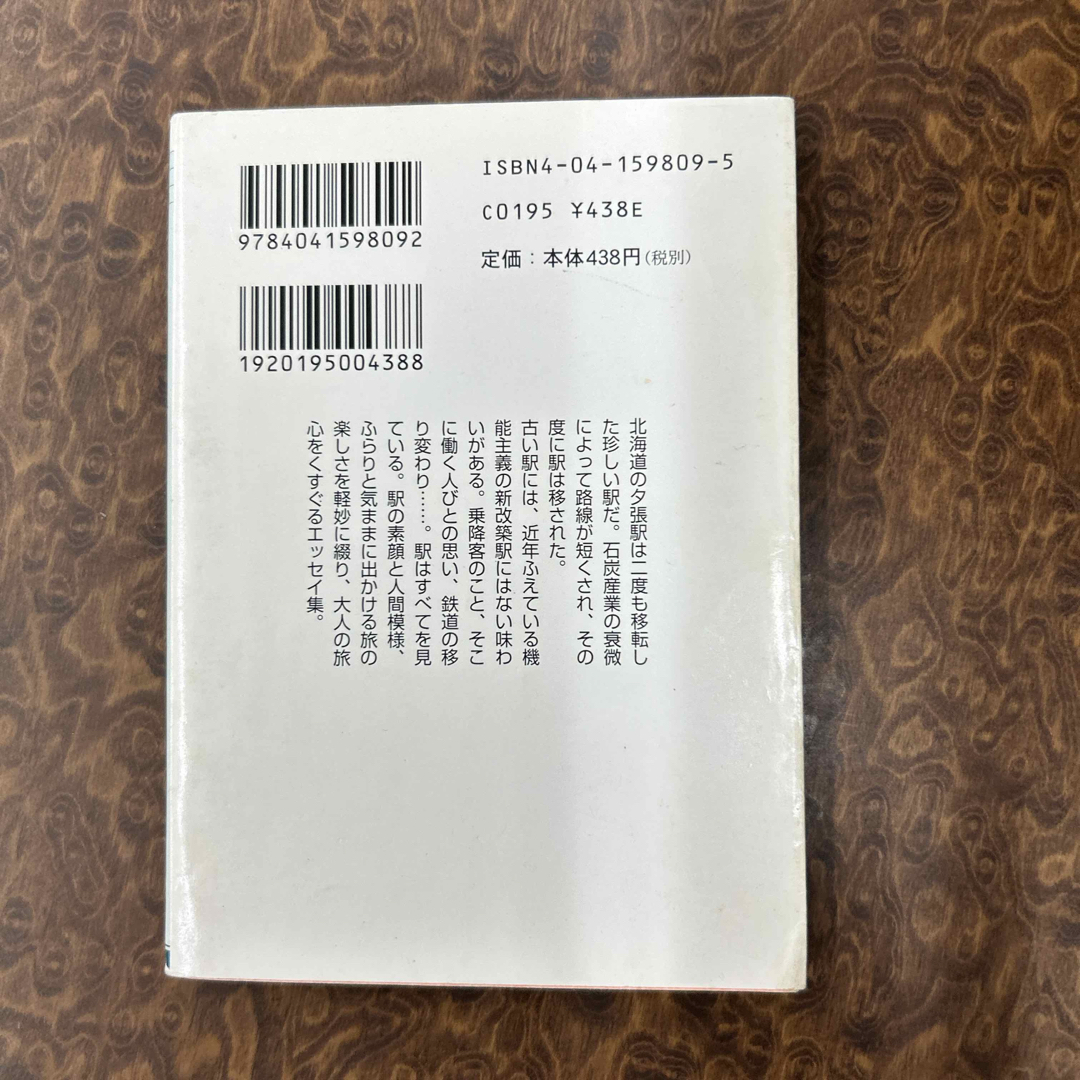 ISBN4-04-159809-5
C0195 ¥438E
定価：本体438円（税別）
9784041598092
1920195004388
北海道の夕張駅は二度も移転し
た珍しい駅だ。石炭産業の衰微
によって路線が短くされ、その
度に駅は移された。
古い駅には、近年ふえている機
能主義の新改築駅にはない味わ
いがある。乗降客のこと、そこ
に働く人びとの思い、鉄道の移
り変わり……。駅はすべてを見
ている。駅の素顔と人間模様、
ふらりと気ままに出かける旅の
楽しさを軽妙に綴り、大人の旅
心をくすぐるエッセイ集。